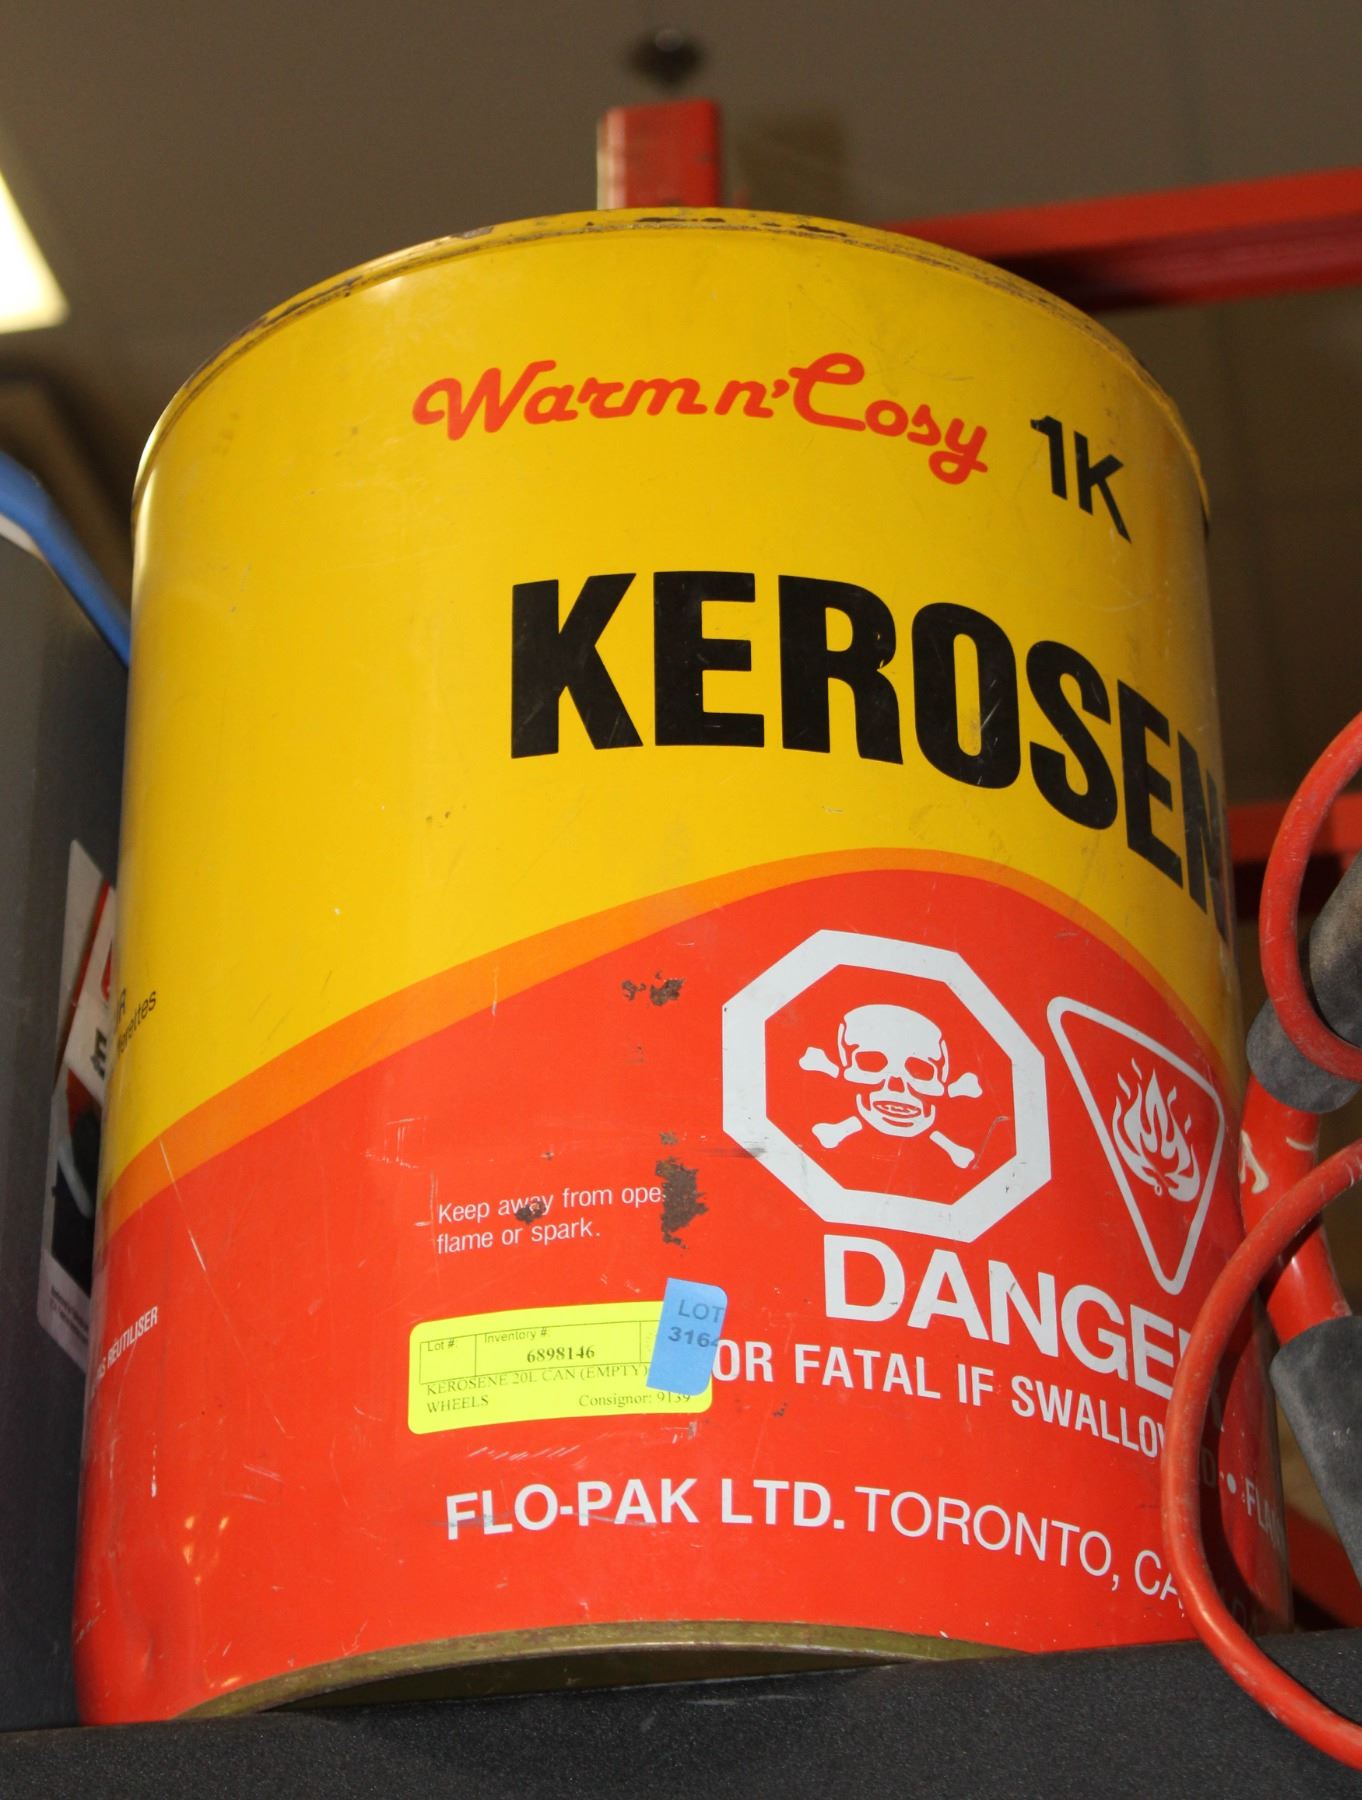 Warm n' Cosy 1K
KEROSEN
Keep away from ope
flame or spark.
DANGE
OR FATAL IF SWALLO
RÉUTILISER
Lot #: Inventory #:
6898146
KEROSENE 20L CAN (EMPTY)
WHEELS Consignor: 9139
LOT
316
FLO-PAK LTD. TORONTO, CA